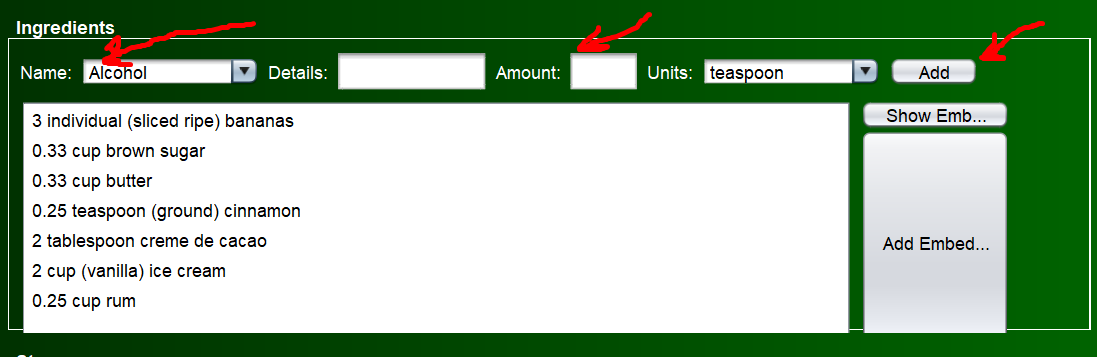 Ingredients
Name: Alcohol Details: Amount: Units: teaspoon Add
3 individual (sliced ripe) bananas
Show Emb...
0.33 cup brown sugar
0.33 cup butter
0.25 teaspoon (ground) cinnamon
2 tablespoon creme de cacao
Add Embed...
2 cup (vanilla) ice cream
0.25 cup rum